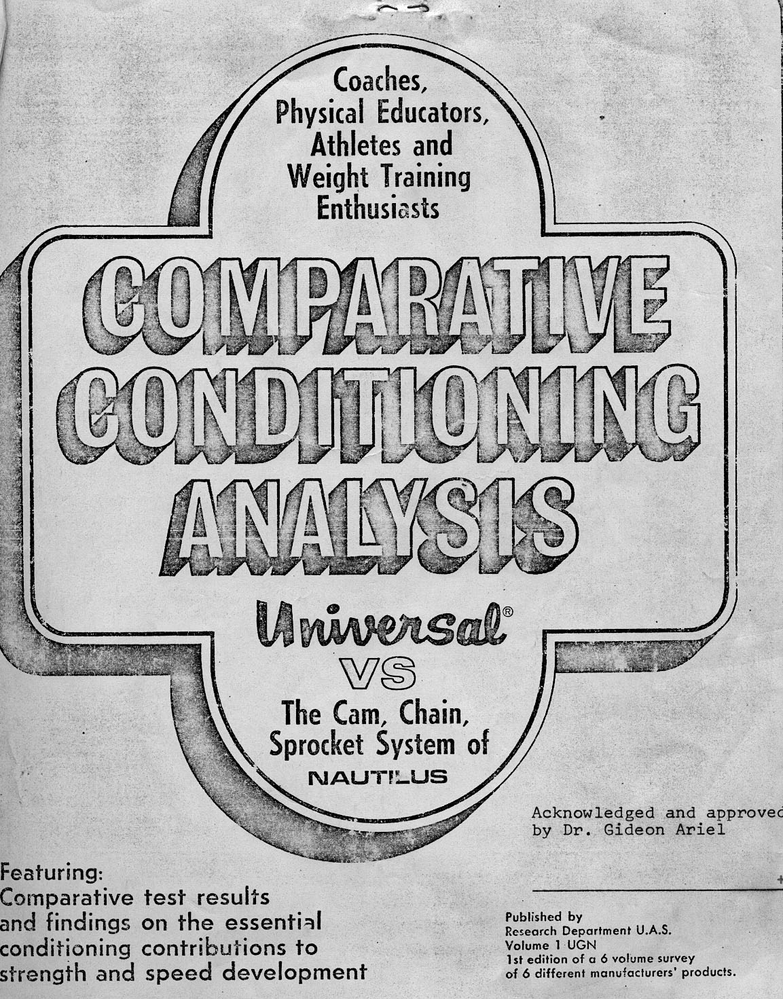 Coaches,
Physical Educators,
Athletes and
Weight Training
Enthusiasts
COMPARATIVE
CONDITIONING
ANALYSIS
Universal®
VS
The Cam, Chain,
Sprocket System of
NAUTILUS
Acknowledged and approved
by Dr. Gideon Ariel
Featuring:
Comparative test results
and findings on the essential
conditioning contributions to
strength and speed development
Published by
Research Department U.A.S.
Volume 1 UGN
1st edition of a 6 volume survey
of 6 different manufacturers' products.